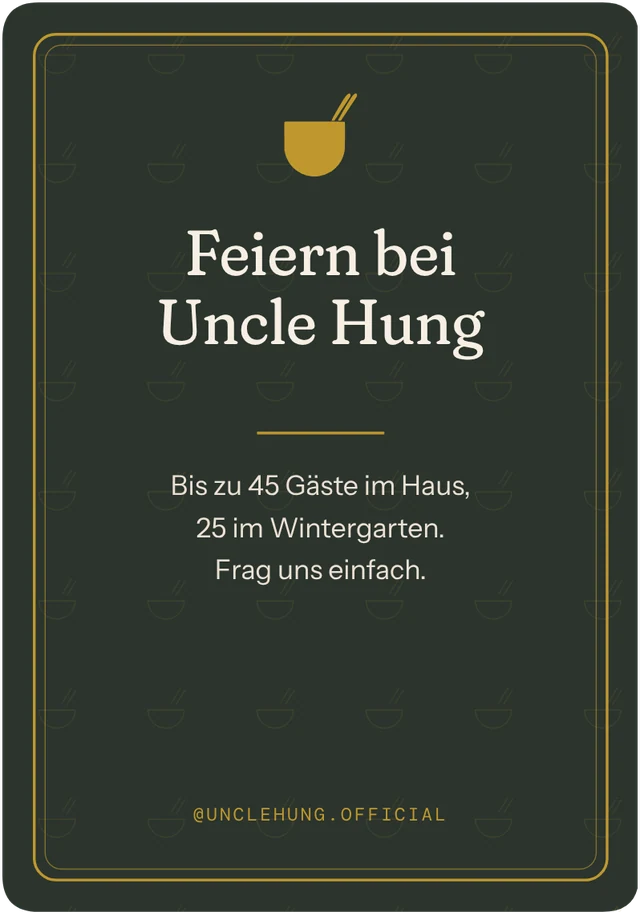 Feiern bei
Uncle Hung
Bis zu 45 Gäste im Haus,
25 im Wintergarten.
Frag uns einfach.
@UNCLEHUNG.OFFICIAL